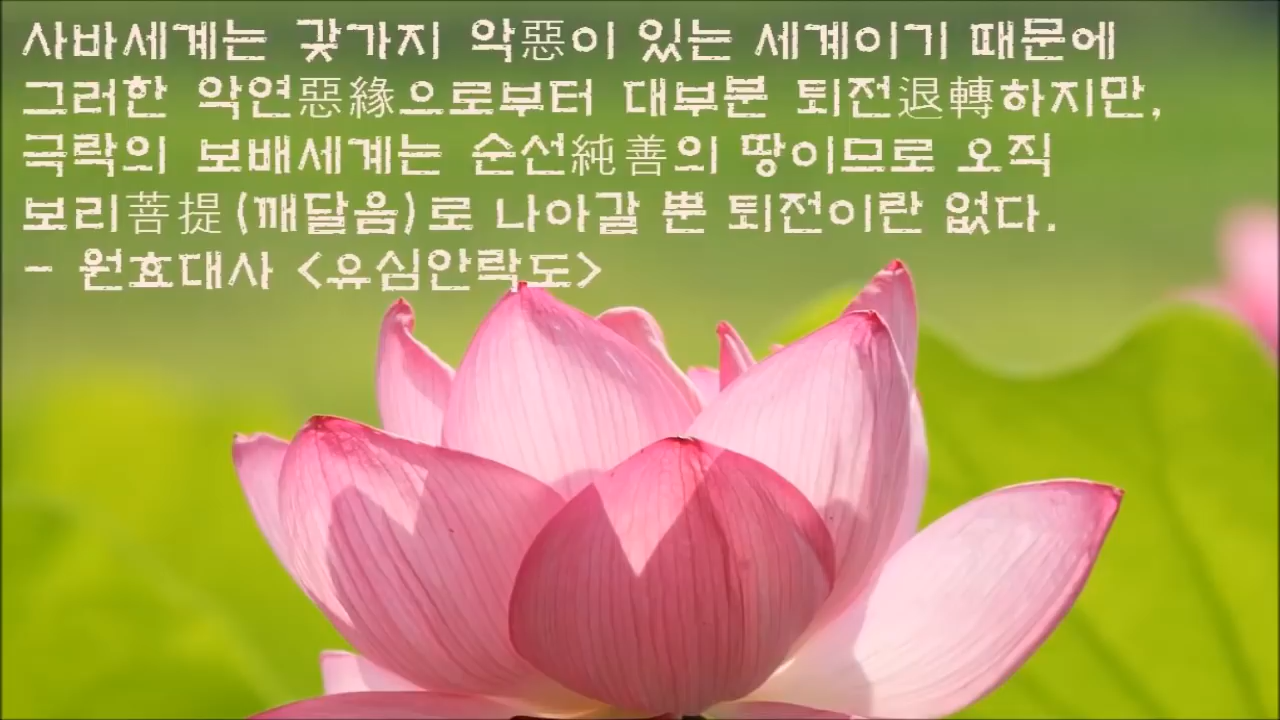 사바세계는 갖가지 악惡이 있는 세계이기 때문에
그러한 악연惡緣으로부터 대부분 퇴전退轉하지만,
극락의 보배세계는 순선純善의 땅이므로 오직
보리菩提(깨달음)로 나아갈 뿐 퇴전이란 없다.
- 원효대사 <유심안락도>